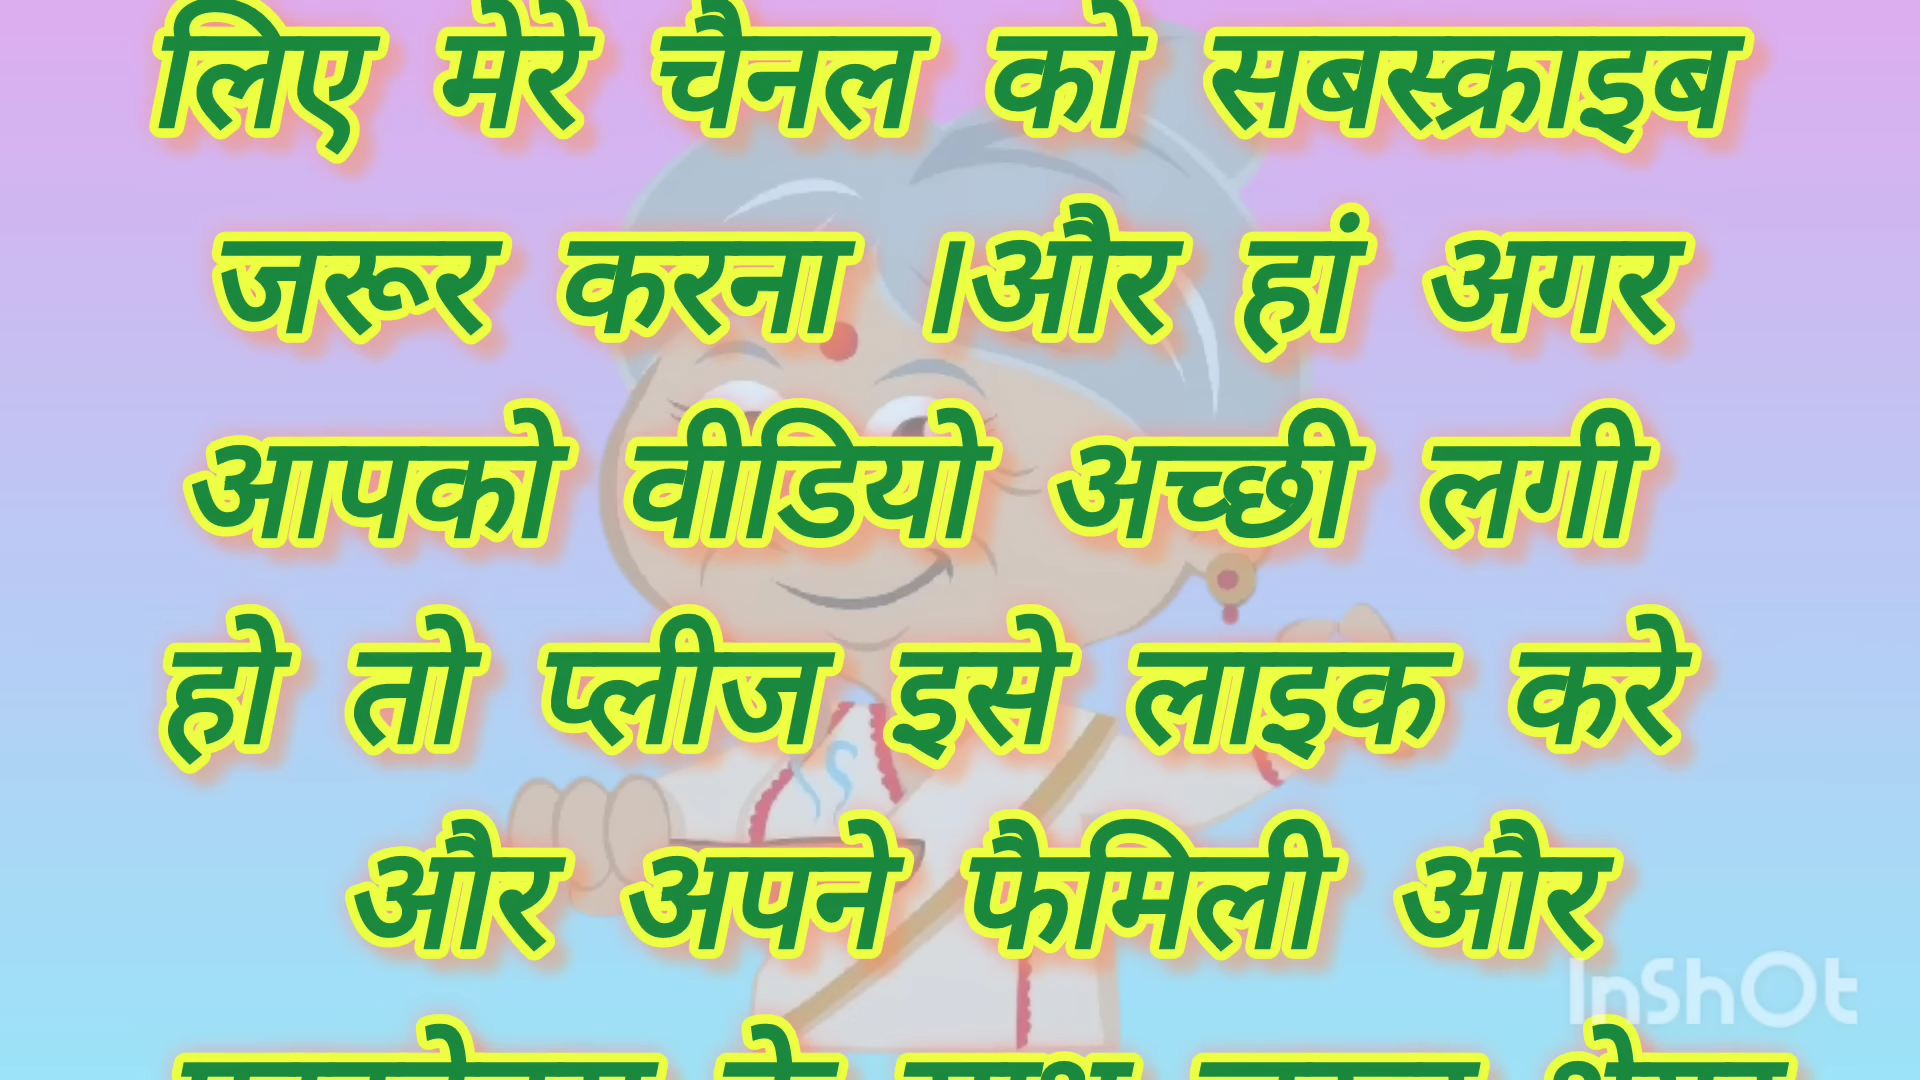 लिए मेरे चैनल को सबस्क्राइब
जरूर करना ।और हां अगर
आपको वीडियो अच्छी लगी
हो तो प्लीज इसे लाइक करे
और अपने फैमिली और
InShOt